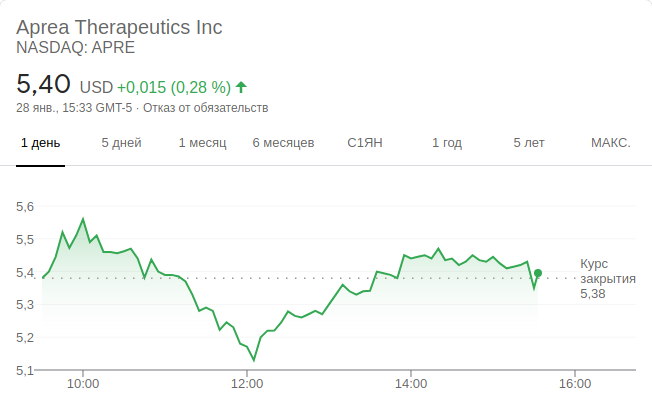 Aprea Therapeutics Inc
NASDAQ: APRE
5,40 USD +0,015 (0,28 %)
28 янв., 15:33 GMT-5 · Отказ от обязательств
1 день 5 дней 1 месяц 6 месяцев С1ЯН 1 год 5 лет МАКС.
5,6
5,5
5,4
5,3
5,2
5,1
Курс
закрытия
5,38
10:00 12:00 14:00 16:00